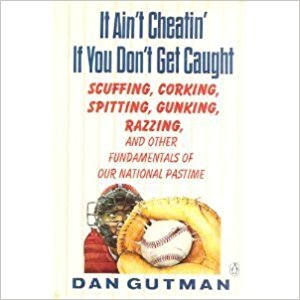 It Ain't Cheatin'
If You Don't Get Caught
SCUFFING, CORKING,
SPITTING, GUNKING,
RAZZING,
AND OTHER
FUNDAMENTALS OF
OUR NATIONAL PASTIME
DAN GUTMAN